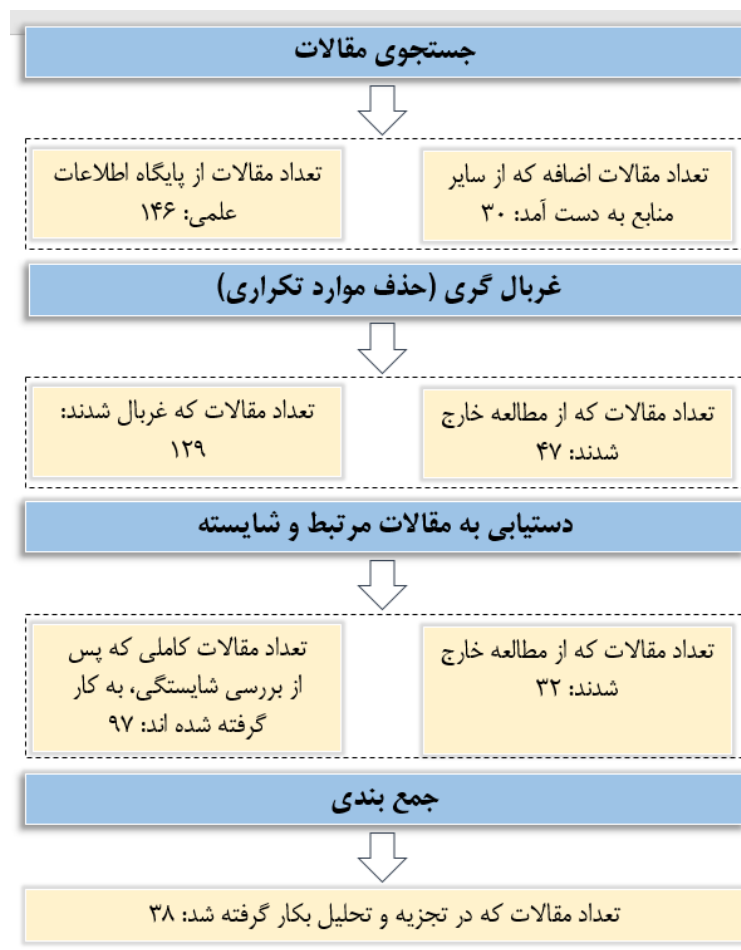 جستجوی مقالات
تعداد مقالات اضافه که از سایر
منابع به دست آمد: ۳۰
تعداد مقالات از پایگاه اطلاعات
علمی: ۱۴۶
غربال گری (حذف موارد تکراری)
تعداد مقالات که از مطالعه خارج
شدند: ۴۷
تعداد مقالات که غربال شدند:
۱۲۹
دستیابی به مقالات مرتبط و شایسته
تعداد مقالات که از مطالعه خارج
شدند: ۳۲
تعداد مقالات کاملی که پس
از بررسی شایستگی، به کار
گرفته شده اند: ۹۷
جمع بندی
تعداد مقالات که در تجزیه و تحلیل بکار گرفته شد: ۳۸